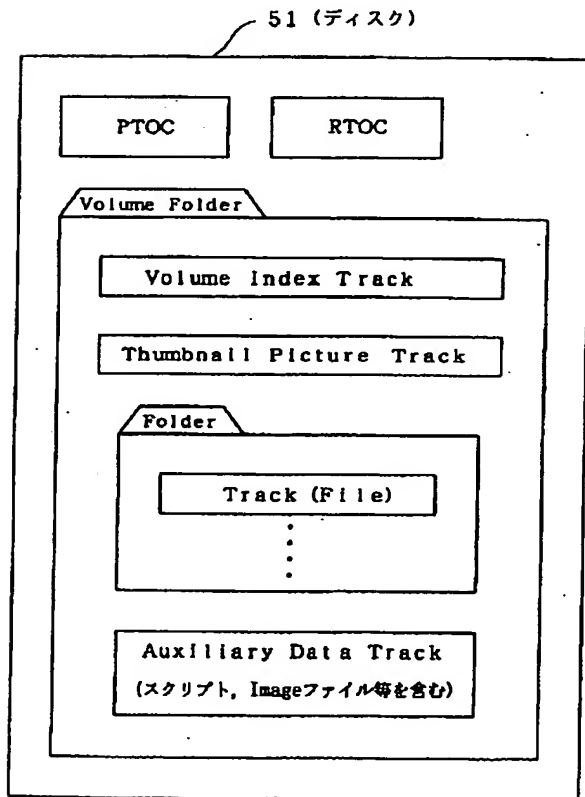 51 (ディスク)
PTOC
RTOC
Volume Folder
Volume Index Track
Thumbnail Picture Track
Folder
Track (File)
Auxiliary Data Track
(スクリプト, Imageファイル等を含む)